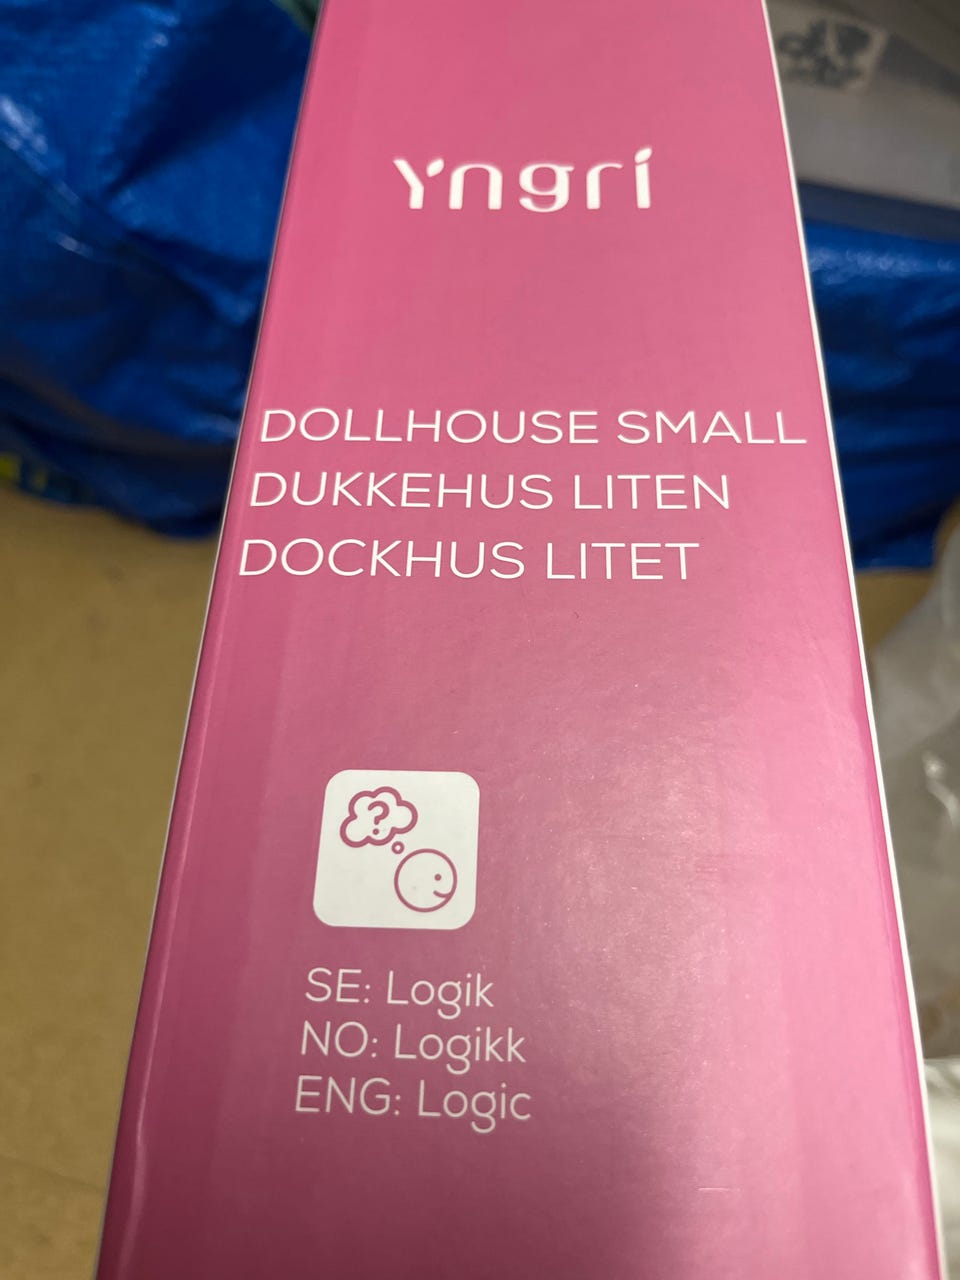 Yngri
DOLLHOUSE SMALL
DUKKEHUS LITEN
DOCKHUS LITET
?
SE: Logik
NO: Logikk
ENG: Logic